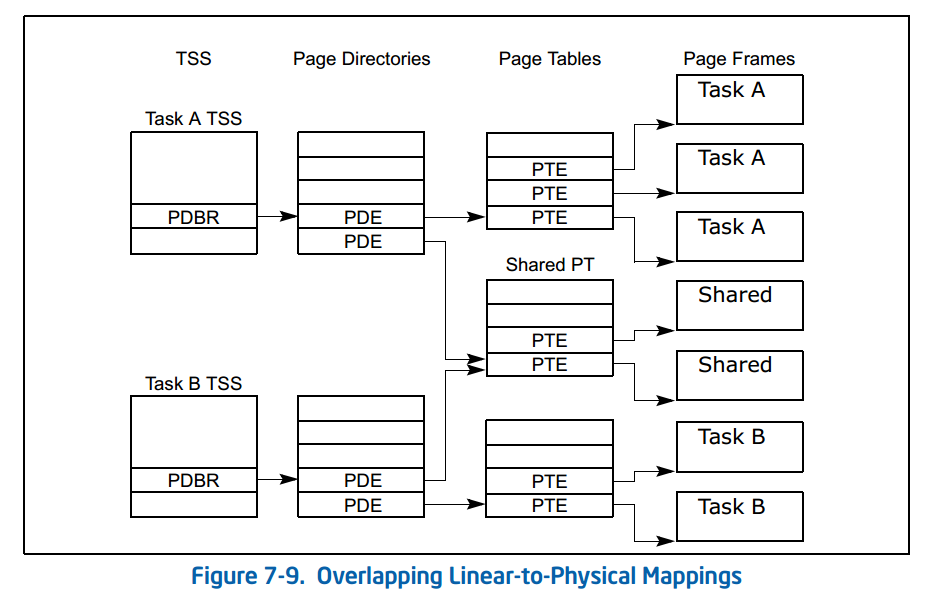 TSS Page Directories Page Tables Page Frames
Task A
Task A TSS
Task A
PTE
PTE
PDBR PDE PTE
Task A
PDE
Shared PT
Shared
PTE
PTE
Shared
Task B TSS
Task B
PDBR PDE PTE
PDE PTE
Task B
Figure 7-9. Overlapping Linear-to-Physical Mappings